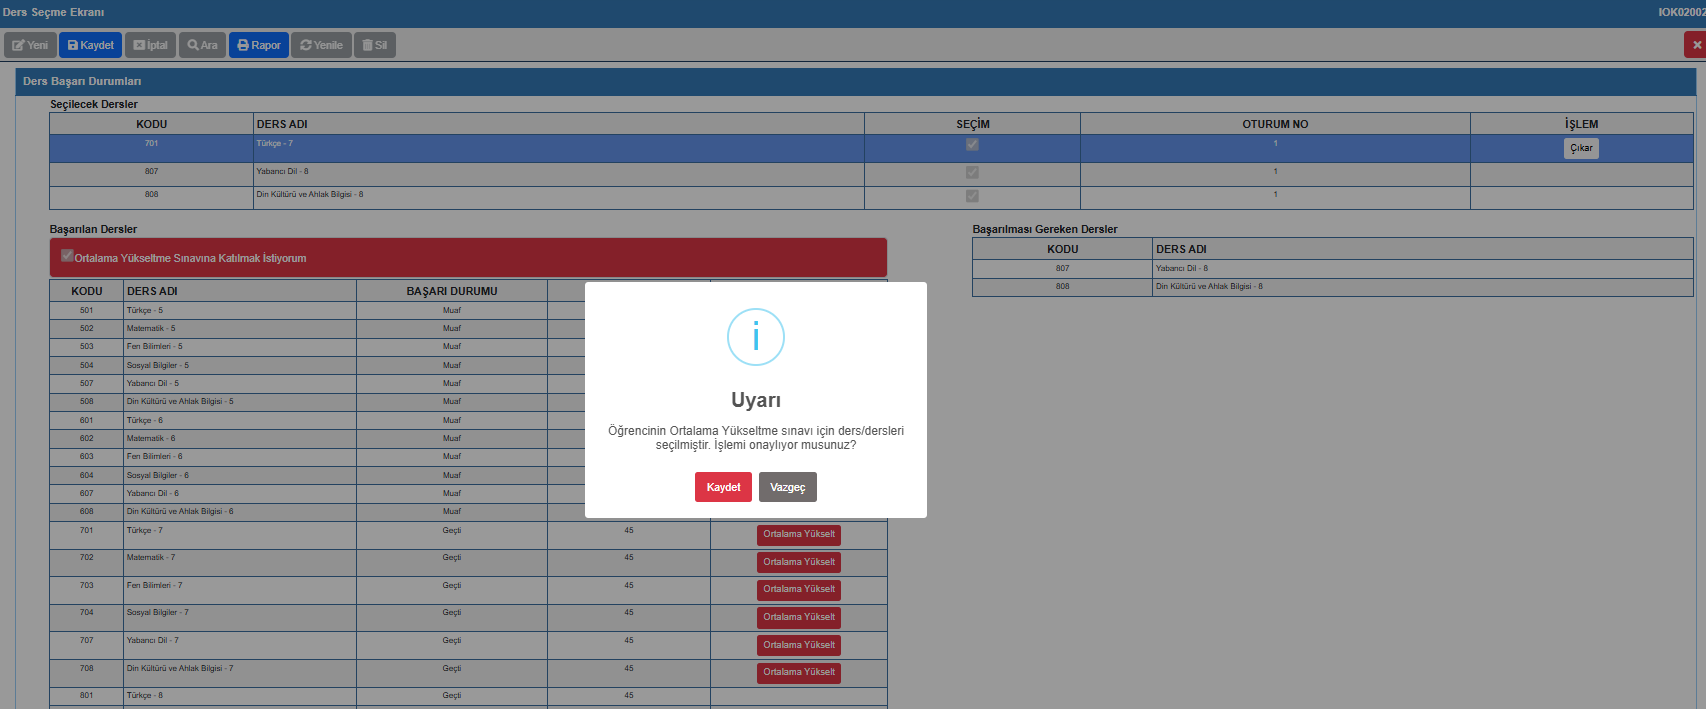 Ders Seçme Ekranı IOK02002
Yeni Kaydet İptal Ara Rapor Yenile Sil
Ders Başarı Durumları
Seçilecek Dersler
KODU DERS ADI SEÇİM OTURUM NO İŞLEM
701 Türkçe - 7 1 Çıkar
807 Yabancı Dil - 8 1
808 Din Kültürü ve Ahlak Bilgisi - 8 1
Başarılan Dersler
Ortalama Yükseltme Sınavına Katılmak İstiyorum
KODU DERS ADI BAŞARI DURUMU
501 Türkçe - 5 Muaf
502 Matematik - 5 Muaf
503 Fen Bilimleri - 5 Muaf
504 Sosyal Bilgiler - 5 Muaf
507 Yabancı Dil - 5 Muaf
508 Din Kültürü ve Ahlak Bilgisi - 5 Muaf
601 Türkçe - 6 Muaf
602 Matematik - 6 Muaf
603 Fen Bilimleri - 6 Muaf
604 Sosyal Bilgiler - 6 Muaf
607 Yabancı Dil - 6 Muaf
608 Din Kültürü ve Ahlak Bilgisi - 6 Muaf
701 Türkçe - 7 Geçti 45 Ortalama Yükselt
702 Matematik - 7 Geçti 45 Ortalama Yükselt
703 Fen Bilimleri - 7 Geçti 45 Ortalama Yükselt
704 Sosyal Bilgiler - 7 Geçti 45 Ortalama Yükselt
707 Yabancı Dil - 7 Geçti 45 Ortalama Yükselt
708 Din Kültürü ve Ahlak Bilgisi - 7 Geçti 45 Ortalama Yükselt
801 Türkçe - 8 Geçti 45
Başarılması Gereken Dersler
KODU DERS ADI
807 Yabancı Dil - 8
808 Din Kültürü ve Ahlak Bilgisi - 8
Uyarı
Öğrencinin Ortalama Yükseltme sınavı için ders/dersleri
seçilmiştir. İşlemi onaylıyor musunuz?
Kaydet Vazgeç